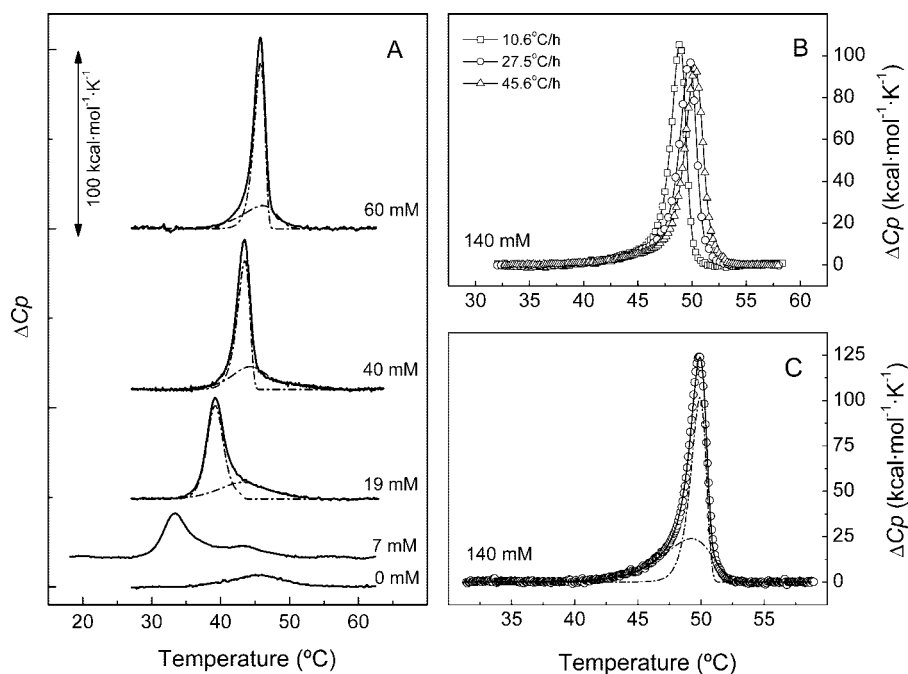 A
100 kcal·mol⁻¹·K⁻¹
ΔCp
60 mM
40 mM
19 mM
7 mM
0 mM
20 30 40 50 60
Temperature (ºC)
B
10.6°C/h
27.5°C/h
45.6°C/h
140 mM
100
80
60
40
20
0
ΔCp (kcal·mol⁻¹·K⁻¹)
30 35 40 45 50 55 60
C
140 mM
125
100
75
50
25
0
ΔCp (kcal·mol⁻¹·K⁻¹)
35 40 45 50 55
Temperature (ºC)